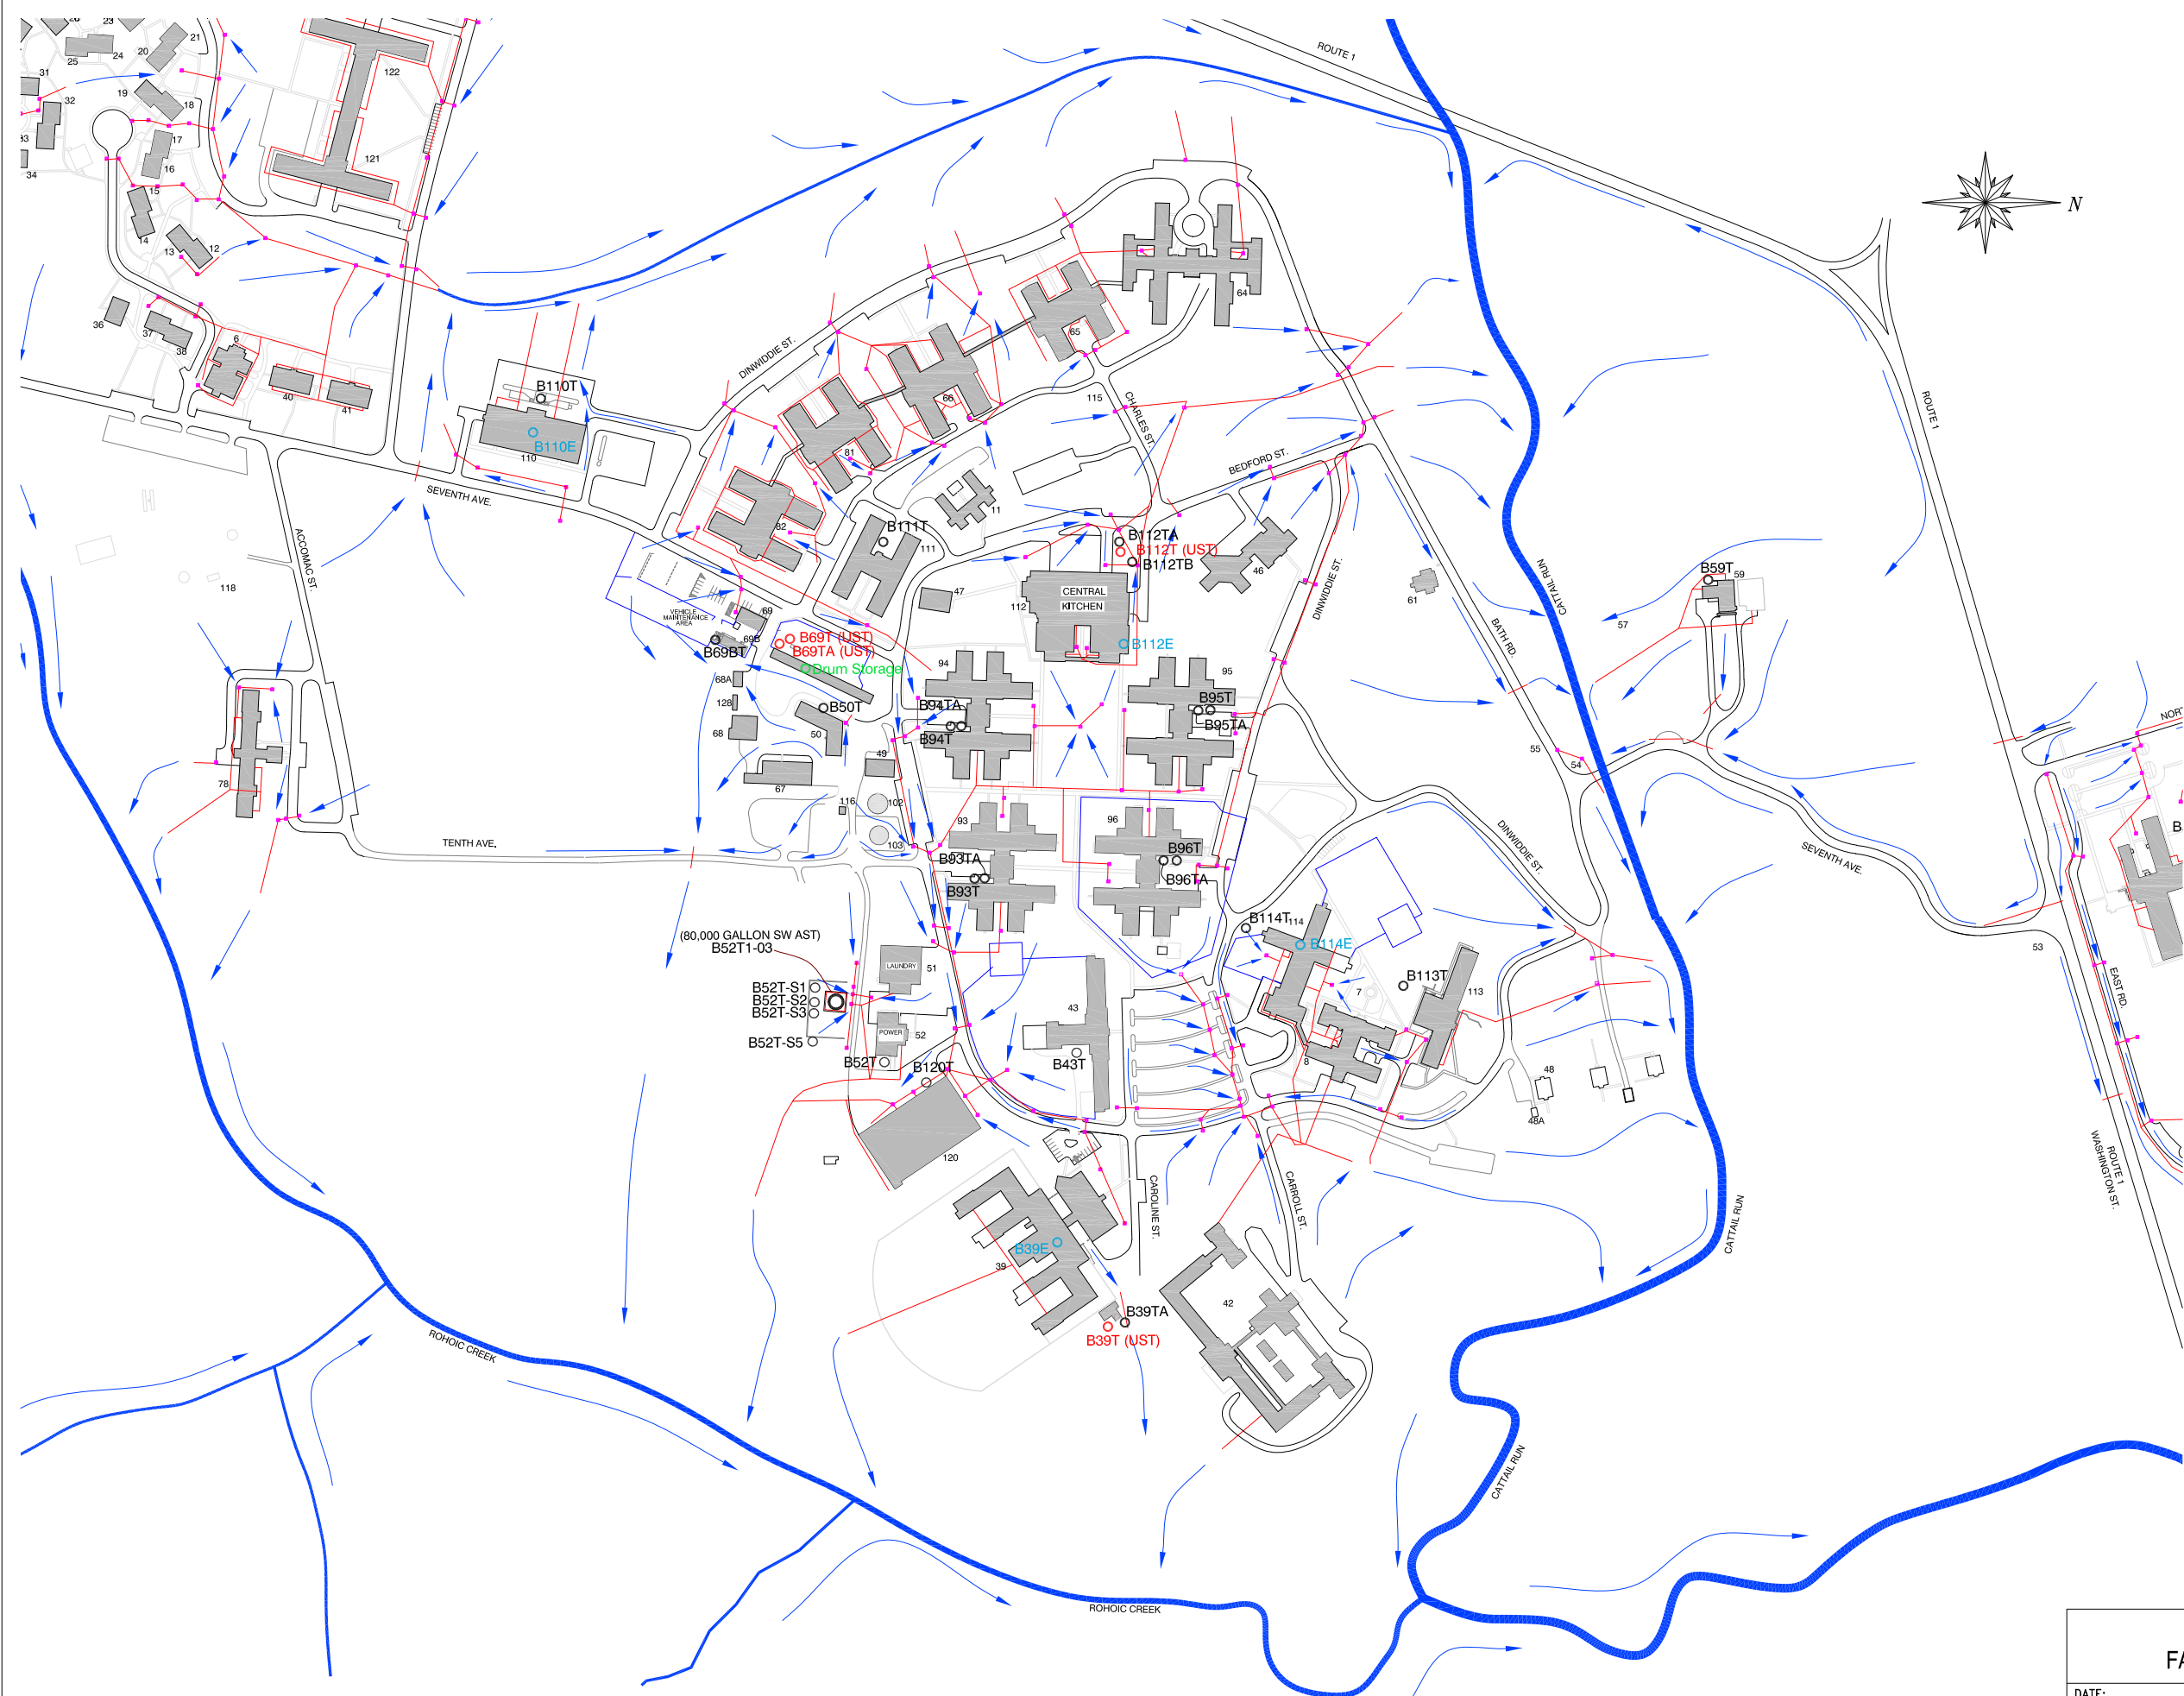 ROUTE 1
26
23
21
20
24
25
122
31
19
32
18
33
17
121
16
34
15
14
12
13
N
36
37
38
6
40
41
64
65
DINWIDDIE ST.
B110T
66
115
CHARLES ST.
ROUTE 1
B110E
110
81
BEDFORD ST.
SEVENTH AVE.
11
82
B111T
111
B112TA
B112T (UST)
B112TB
46
ACCOMAC ST.
118
CATTAIL RUN
B59T
59
DINWIDDIE ST.
61
47
CENTRAL
KITCHEN
112
VEHICLE
MAINTENANCE
AREA
69
57
BATH RD.
69B
B69BT
B69T (UST)
B69TA (UST)
B112E
Drum Storage
94
95
68A
128
B50T
B94TA
B95T
B95TA
NOR
68
50
B94T
55
54
49
78
67
116
102
93
96
B
103
DINWIDDIE ST.
TENTH AVE.
B93TA
B96T
SEVENTH AVE.
B93T
B96TA
B114T
114
(80,000 GALLON SW AST)
B52T1-03
B114E
53
LAUNDRY
51
B113T
B52T-S1
B52T-S2
B52T-S3
7
113
EAST RD.
43
POWER
52
B52T-S5
B52T
B43T
8
B120T
48
48A
120
ROUTE 1
WASHINGTON ST.
CAROLINE ST.
CARROLL ST.
CATTAIL RUN
B39E
39
42
B39TA
B39T (UST)
ROHOIC CREEK
CATTAIL RUN
ROHOIC CREEK
FA
DATE: